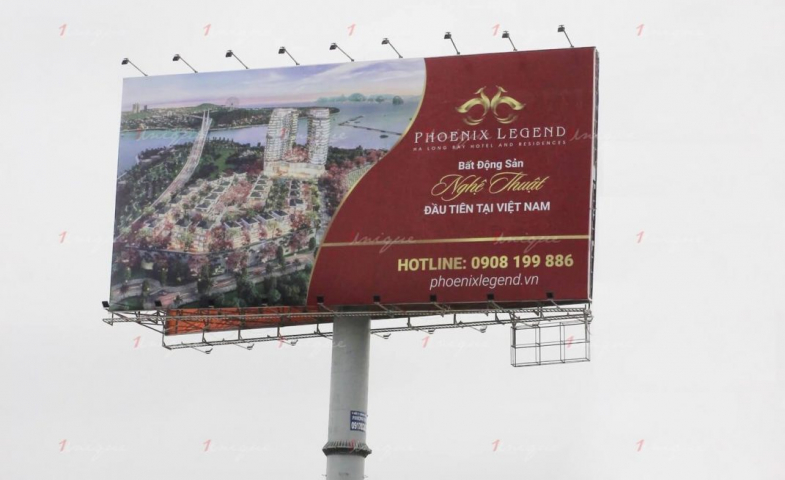 PHOENIX LEGEND
HA LONG BAY HOTEL AND RESIDENCES
Bất Động Sản
Nghệ Thuật
ĐẦU TIÊN TẠI VIỆT NAM
HOTLINE: 0908 199 886
phoenixlegend.vn
1nique